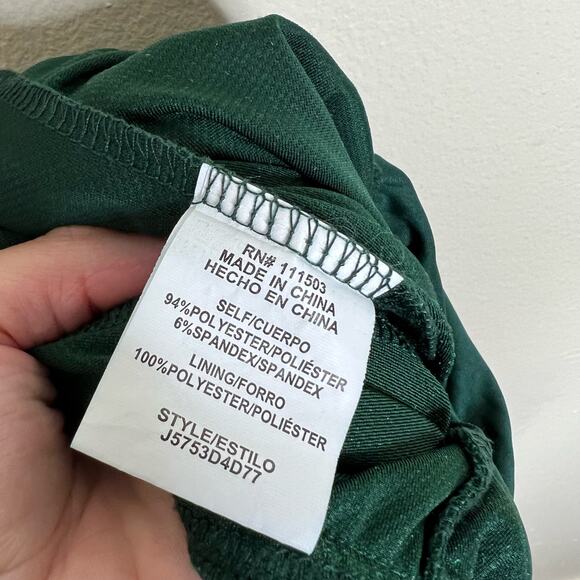 RN# 111503
MADE IN CHINA
HECHO EN CHINA
SELF/CUERPO
94%POLYESTER/POLIÉSTER
6%SPANDEX/SPANDEX
LINING/FORRO
100%POLYESTER/POLIÉSTER
STYLE/ESTILO
J5753D4D77